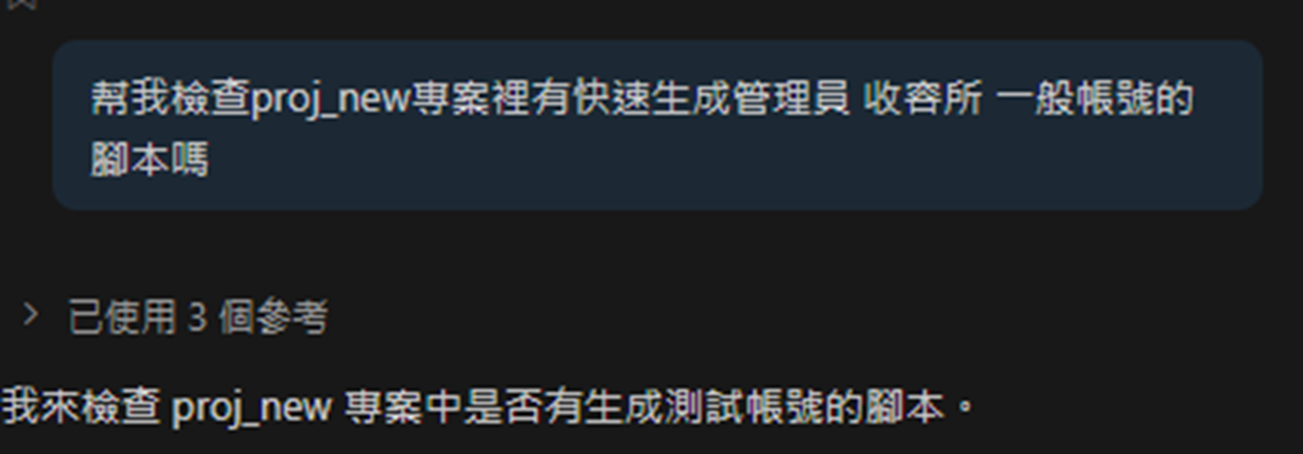 幫我檢查proj_new專案裡有快速生成管理員 收容所 一般帳號的
腳本嗎
已使用 3 個參考
我來檢查 proj_new 專案中是否有生成測試帳號的腳本。